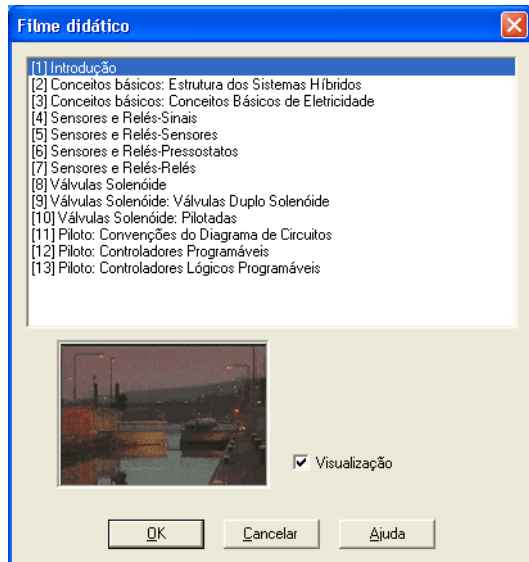 Filme didático
[1] Introdução
[2] Conceitos básicos: Estrutura dos Sistemas Híbridos
[3] Conceitos básicos: Conceitos Básicos de Eletricidade
[4] Sensores e Relés-Sinais
[5] Sensores e Relés-Sensores
[6] Sensores e Relés-Pressostatos
[7] Sensores e Relés-Relés
[8] Válvulas Solenóide
[9] Válvulas Solenóide: Válvulas Duplo Solenóide
[10] Válvulas Solenóide: Pilotadas
[11] Piloto: Convenções do Diagrama de Circuitos
[12] Piloto: Controladores Programáveis
[13] Piloto: Controladores Lógicos Programáveis
Visualização
OK Cancelar Ajuda